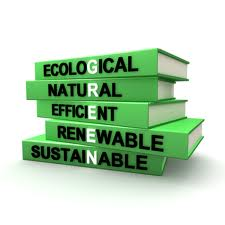 ECOLOGICAL
NATURAL
EFFICIENT
RENEWABLE
SUSTAINABLE